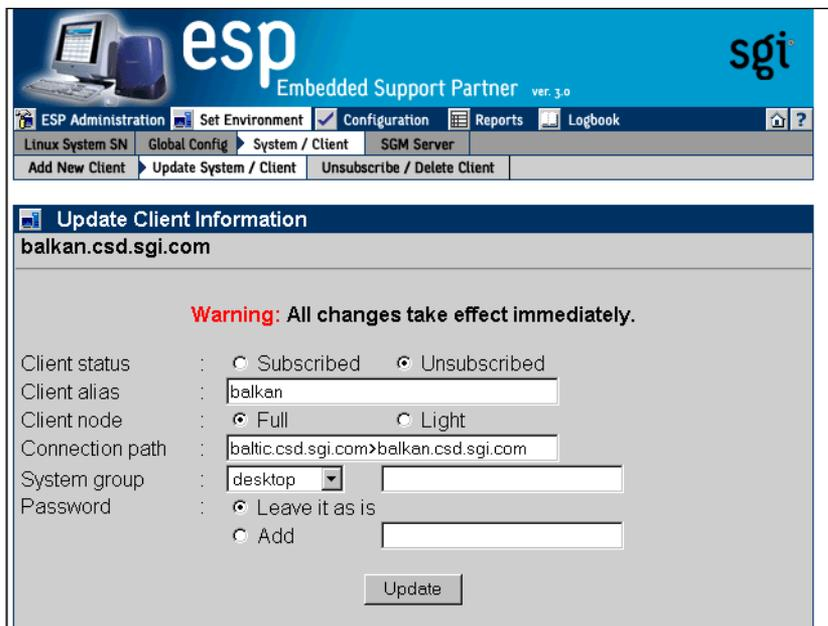 esp
Embedded Support Partner ver. 3.0
sgi
ESP Administration Set Environment Configuration Reports Logbook ?
Linux System SN Global Config System / Client SGM Server
Add New Client Update System / Client Unsubscribe / Delete Client
Update Client Information
balkan.csd.sgi.com
Warning: All changes take effect immediately.
Client status : Subscribed Unsubscribed
Client alias : balkan
Client node : Full Light
Connection path : baltic.csd.sgi.com>balkan.csd.sgi.com
System group : desktop
Password : Leave it as is
Add
Update